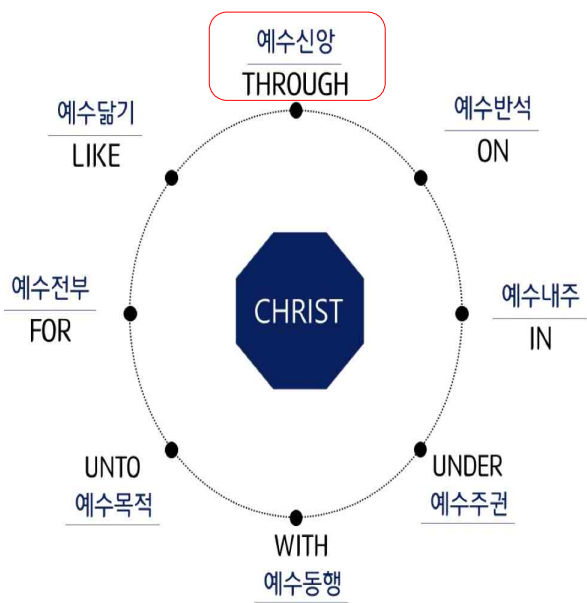 예수신앙
THROUGH
예수닮기
LIKE
예수반석
ON
예수전부
FOR
CHRIST
예수내주
IN
UNTO
예수목적
UNDER
예수주권
WITH
예수동행